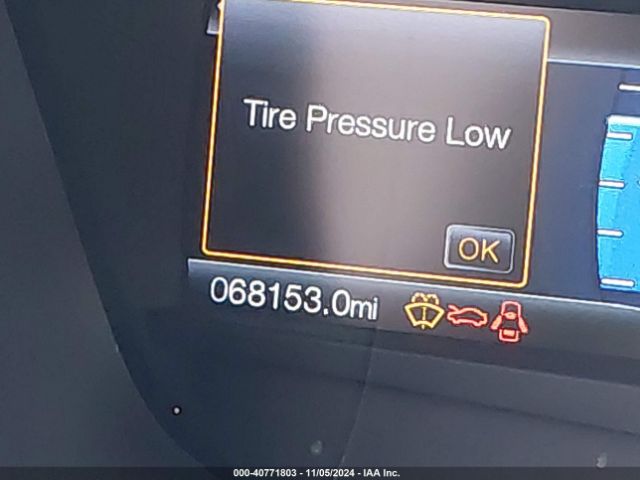 Tire Pressure Low
OK
068153.0mi
000-40771803 - 11/05/2024 - IAA Inc.